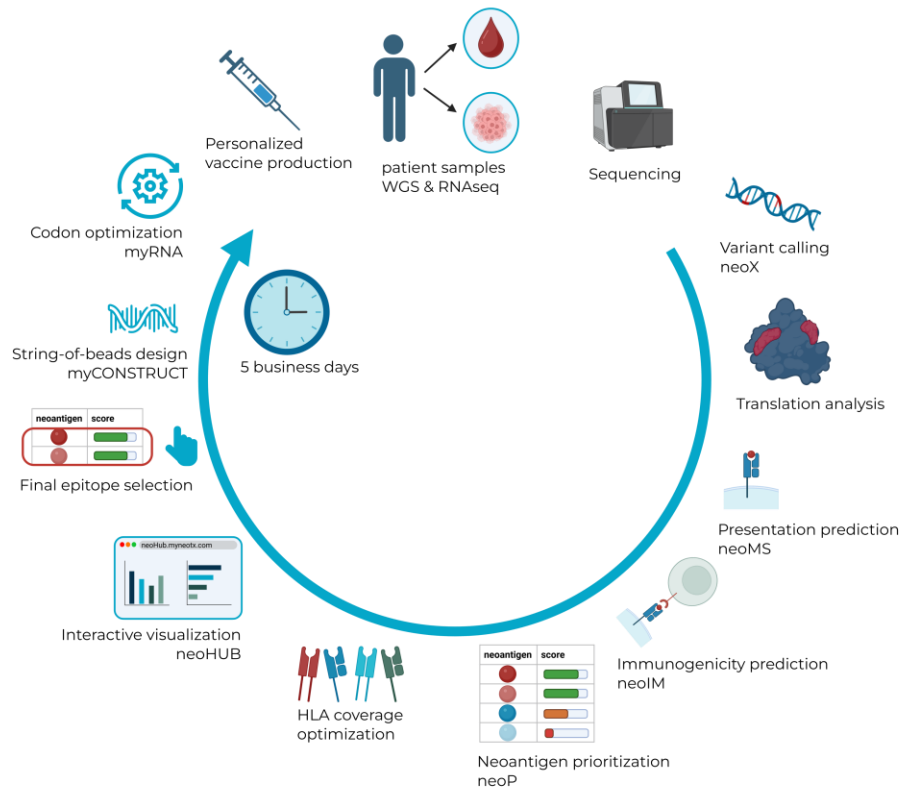 patient samples
WGS & RNAseq
Sequencing
Variant calling
neoX
Translation analysis
Presentation prediction
neoMS
Immunogenicity prediction
neoIM
neoantigen score
Neoantigen prioritization
neoP
HLA coverage
optimization
neoHub.myneotx.com
Interactive visualization
neoHUB
neoantigen score
Final epitope selection
String-of-beads design
myCONSTRUCT
Codon optimization
myRNA
Personalized
vaccine production
5 business days